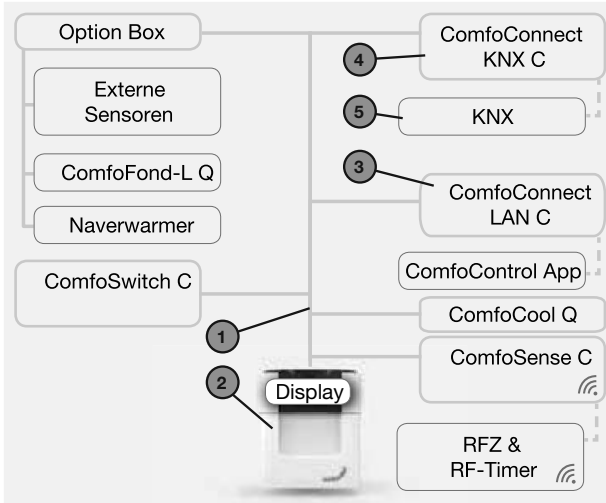 Option Box
Externe
Sensoren
ComfoFond-L Q
Naverwarmer
ComfoSwitch C
1
2
Display
4
ComfoConnect
KNX C
5
KNX
3
ComfoConnect
LAN C
ComfoControl App
ComfoCool Q
ComfoSense C
RFZ &
RF-Timer